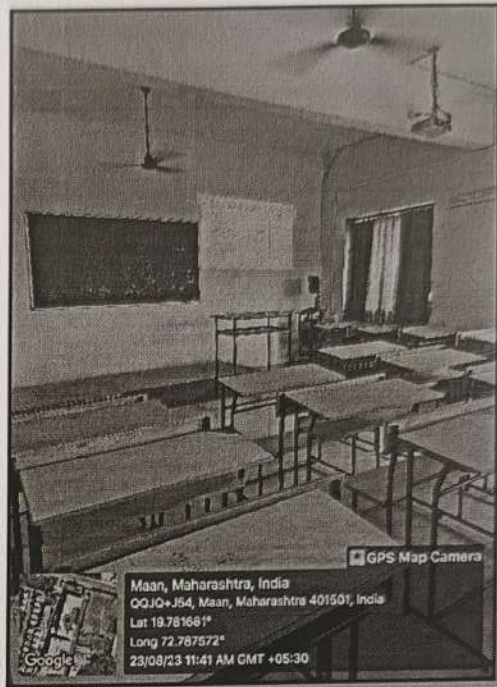 GPS Map Camera
Maan, Maharashtra, India
QQJQ+J54, Maan, Maharashtra 401501, India
Lat 19.781681°
Long 72.787572°
23/08/23 11:41 AM GMT +05:30
Google